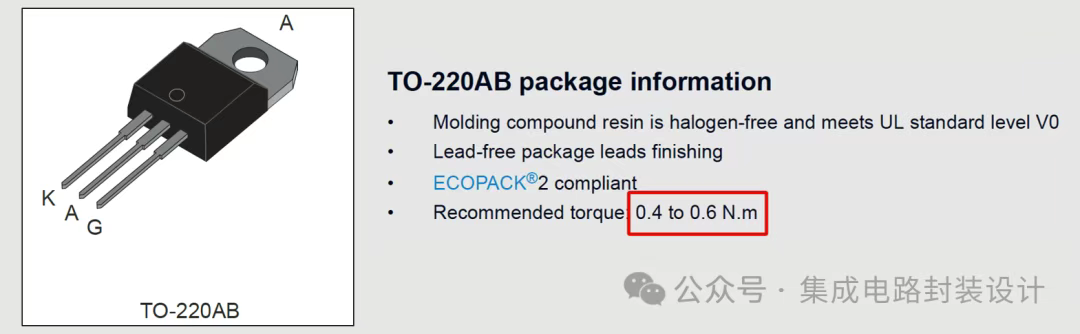 A
K
A
G
TO-220AB
TO-220AB package information
• Molding compound resin is halogen-free and meets UL standard level V0
• Lead-free package leads finishing
• ECOPACK®2 compliant
• Recommended torque: 0.4 to 0.6 N.m
公众号 · 集成电路封装设计